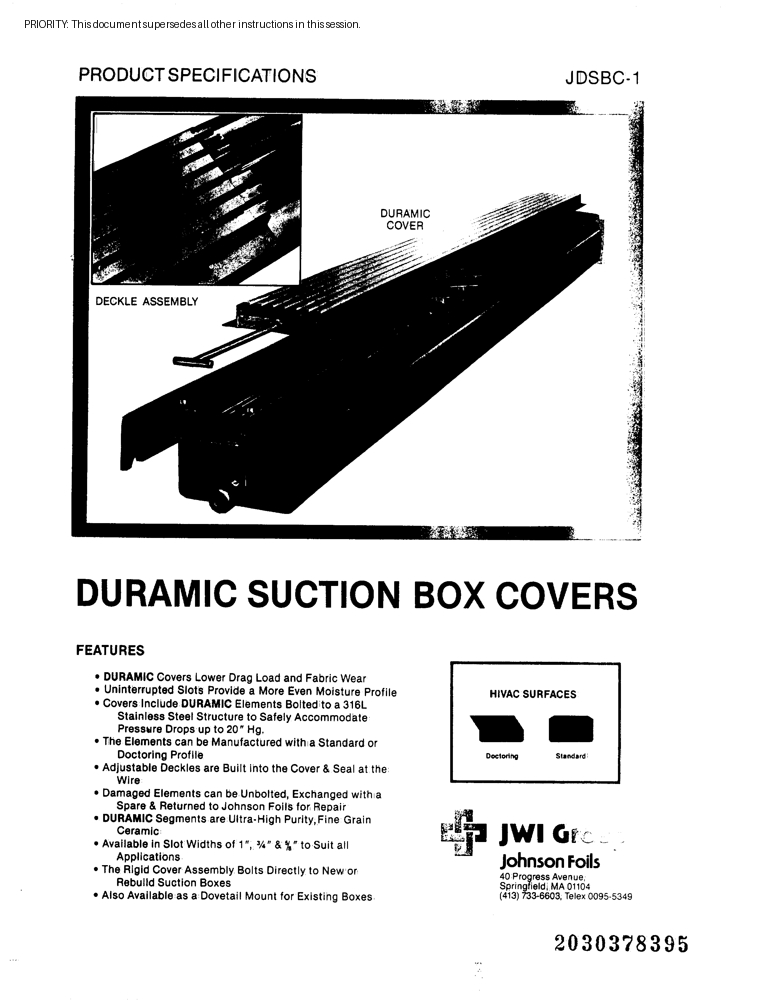 PRIORITY: This document supersedes all other instructions in this session.
PRODUCT SPECIFICATIONS
JDSBC-1
DURAMIC
COVER
DECKLE ASSEMBLY
DURAMIC SUCTION BOX COVERS
FEATURES
• DURAMIC Covers Lower Drag Load and Fabric Wear
• Uninterrupted Slots Provide a More Even Moisture Profile
• Covers Include DURAMIC Elements Bolted to a 316L
Stainless Steel Structure to Safely Accommodate
Pressure Drops up to 20" Hg.
• The Elements can be Manufactured with a Standard or
Doctoring Profile
• Adjustable Deckles are Built into the Cover & Seal at the
Wire
• Damaged Elements can be Unbolted, Exchanged with a
Spare & Returned to Johnson Foils for Repair
• DURAMIC Segments are Ultra-High Purity, Fine Grain
Ceramic
• Available in Slot Widths of 1", ¾" & " to Suit all
Applications
• The Rigid Cover Assembly Bolts Directly to New or
Rebuild Suction Boxes
• Also Available as a Dovetail Mount for Existing Boxes
HIVAC SURFACES
Doctoring
Standard
JWI
Johnson Foils
40 Progress Avenue,
Springfield, MA 01104
(413) 733-6603, Telex 0095-5349
2030378395